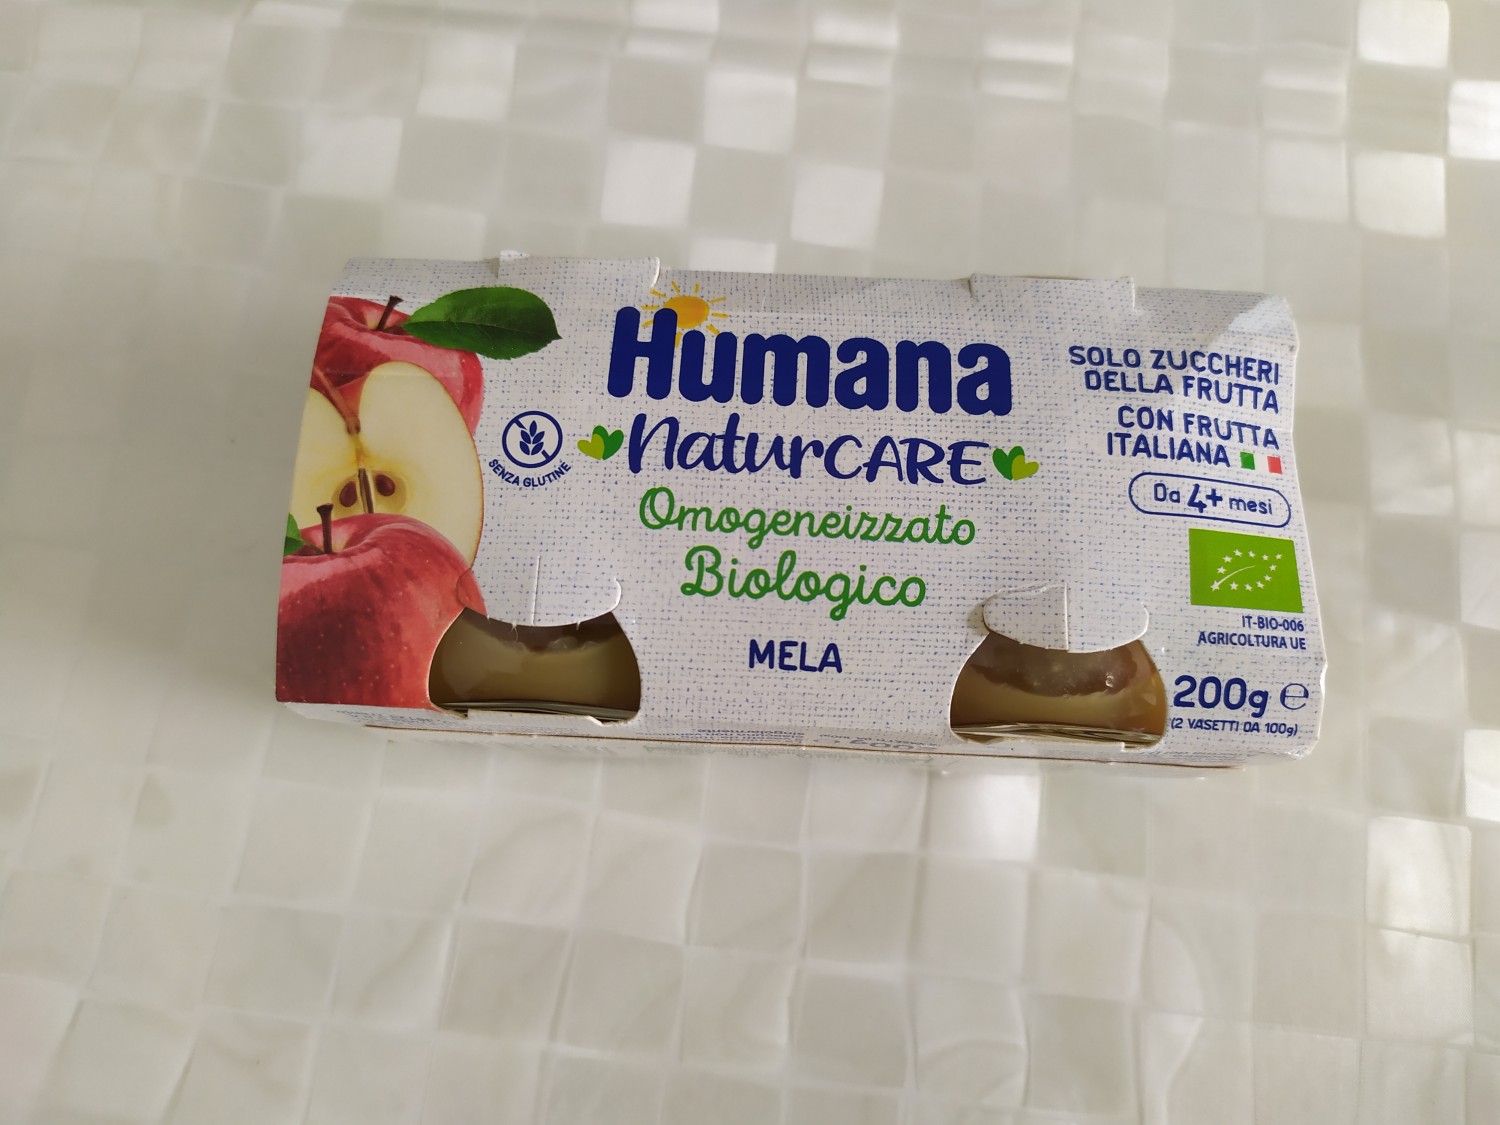 Humana
NaturCARE
Omogeneizzato
Biologico
MELA
SENZA GLUTINE
SOLO ZUCCHERI
DELLA FRUTTA
CON FRUTTA
ITALIANA
Da 4+ mesi
IT-BIO-006
AGRICOLTURA UE
200g e
(2 VASETTI DA 100g)